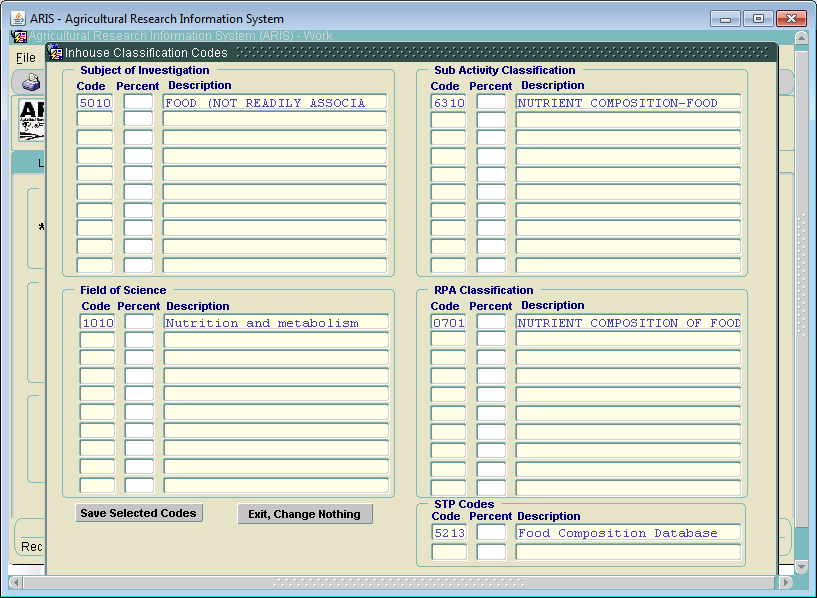 ARIS - Agricultural Research Information System
Agricultural Research Information System (ARIS) - Work
Inhouse Classification Codes
File
Subject of Investigation
Code Percent Description
5010 FOOD (NOT READILY ASSOCIA
Sub Activity Classification
Code Percent Description
6310 NUTRIENT COMPOSITION-FOOD
Field of Science
Code Percent Description
1010 Nutrition and metabolism
RPA Classification
Code Percent Description
0701 NUTRIENT COMPOSITION OF FOOD
STP Codes
Code Percent Description
5213 Food Composition Database
Save Selected Codes
Exit, Change Nothing
AR
L
*
Rec